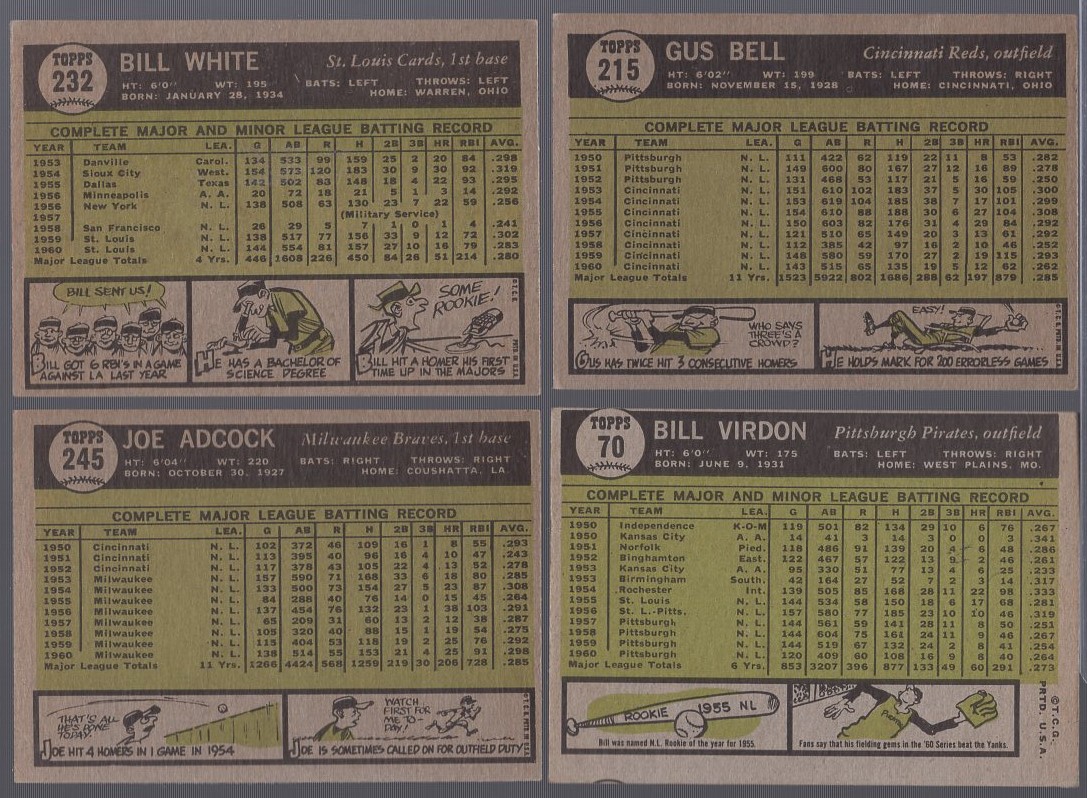 TOPPS
232
BILL WHITE
St. Louis Cards, 1st base
HT: 6'0" WT: 195 BATS: LEFT THROWS: LEFT
BORN: JANUARY 28, 1934 HOME: WARREN, OHIO
COMPLETE MAJOR AND MINOR LEAGUE BATTING RECORD
YEAR TEAM LEA. G AB R H 2B 3B HR RBI AVG.
1953 Danville Carol. 134 533 99 159 25 2 20 84 .298
1954 Sioux City West. 154 573 120 183 30 9 30 92 .319
1955 Dallas Texas 142 502 83 148 18 4 22 93 .295
1956 Minneapolis A. A. 20 72 18 21 5 1 3 14 .292
1956 New York N. L. 138 508 63 130 23 7 22 59 .256
1957 (Military Service)
1958 San Francisco N. L. 26 29 5 7 1 0 1 4 .241
1959 St. Louis N. L. 138 517 77 156 33 9 12 72 .302
1960 St. Louis N. L. 144 554 81 157 27 10 16 79 .283
Major League Totals 4 Yrs. 446 1608 226 450 84 26 51 214 .280
BILL SENT US!
BILL GOT 6 RBI'S IN A GAME
AGAINST LA LAST YEAR
HE HAS A BACHELOR OF
SCIENCE DEGREE
SOME
ROOKIE!
BILL HIT A HOMER HIS FIRST
TIME UP IN THE MAJORS
TOPPS
215
GUS BELL
Cincinnati Reds, outfield
HT: 6'02" WT: 199 BATS: LEFT THROWS: RIGHT
BORN: NOVEMBER 15, 1928 HOME: CINCINNATI, OHIO
COMPLETE MAJOR LEAGUE BATTING RECORD
YEAR TEAM LEA. G AB R H 2B 3B HR RBI AVG.
1950 Pittsburgh N. L. 111 422 62 119 22 11 8 53 .282
1951 Pittsburgh N. L. 149 600 80 167 27 12 16 89 .278
1952 Pittsburgh N. L. 131 468 53 117 21 5 16 59 .250
1953 Cincinnati N. L. 151 610 102 183 37 5 30 105 .300
1954 Cincinnati N. L. 153 619 104 185 38 7 17 101 .299
1955 Cincinnati N. L. 154 610 88 188 30 6 27 104 .308
1956 Cincinnati N. L. 150 603 82 176 31 4 29 84 .292
1957 Cincinnati N. L. 121 510 65 149 20 3 13 61 .292
1958 Cincinnati N. L. 112 385 42 97 16 2 10 46 .252
1959 Cincinnati N. L. 148 580 59 170 27 2 19 115 .293
1960 Cincinnati N. L. 143 515 65 135 19 5 12 62 .262
Major League Totals 11 Yrs. 1523 5922 802 1686 288 62 197 879 .285
WHO SAYS
THREE'S A
CROWD?
GUS HAS TWICE HIT 3 CONSECUTIVE HOMERS
EASY!
HE HOLDS MARK FOR 200 ERRORLESS GAMES
TOPPS
245
JOE ADCOCK
Milwaukee Braves, 1st base
HT: 6'04" WT: 220 BATS: RIGHT THROWS: RIGHT
BORN: OCTOBER 30, 1927 HOME: COUSHATTA, LA.
COMPLETE MAJOR LEAGUE BATTING RECORD
YEAR TEAM LEA. G AB R H 2B 3B HR RBI AVG.
1950 Cincinnati N. L. 102 372 46 109 16 1 8 55 .293
1951 Cincinnati N. L. 113 395 40 96 16 4 10 47 .243
1952 Cincinnati N. L. 117 378 43 105 22 4 13 52 .278
1953 Milwaukee N. L. 157 590 71 168 33 6 18 80 .285
1954 Milwaukee N. L. 133 500 73 154 27 5 23 87 .308
1955 Milwaukee N. L. 84 288 40 76 14 0 15 45 .264
1956 Milwaukee N. L. 137 454 76 132 23 1 38 103 .291
1957 Milwaukee N. L. 65 209 31 60 13 2 12 38 .287
1958 Milwaukee N. L. 105 320 40 88 15 1 19 54 .275
1959 Milwaukee N. L. 115 404 53 118 19 2 25 76 .292
1960 Milwaukee N. L. 138 514 55 153 21 4 25 91 .298
Major League Totals 11 Yrs. 1266 4424 568 1259 219 30 206 728 .285
THAT'S ALL
HE'S DONE
TODAY.
JOE HIT 4 HOMERS IN 1 GAME IN 1954
WATCH
FIRST FOR
ME TO-
DAY!
JOE IS SOMETIMES CALLED ON FOR OUTFIELD DUTY
TOPPS
70
BILL VIRDON
Pittsburgh Pirates, outfield
HT: 6'0" WT: 175 BATS: LEFT THROWS: RIGHT
BORN: JUNE 9, 1931 HOME: WEST PLAINS, MO.
COMPLETE MAJOR AND MINOR LEAGUE BATTING RECORD
YEAR TEAM LEA. G AB R H 2B 3B HR RBI AVG.
1950 Independence K-O-M 119 501 82 134 29 10 6 76 .267
1950 Kansas City A. A. 14 41 3 14 3 0 0 3 .341
1951 Norfolk Pied. 118 486 91 139 20 4 6 48 .286
1952 Binghamton East. 122 467 57 122 13 9 2 46 .261
1953 Kansas City A. A. 95 330 51 77 13 4 6 25 .233
1953 Birmingham South. 42 164 27 52 7 2 3 14 .317
1954 Rochester Int. 139 505 85 168 28 11 22 98 .333
1955 St. Louis N. L. 144 534 58 150 18 6 17 68 .281
1956 St. L.-Pitts. N. L. 157 580 77 185 23 10 10 46 .319
1957 Pittsburgh N. L. 144 561 59 141 28 11 8 50 .251
1958 Pittsburgh N. L. 144 604 75 161 24 11 9 46 .267
1959 Pittsburgh N. L. 144 519 67 132 24 2 8 41 .254
1960 Pittsburgh N. L. 120 409 60 108 16 9 8 40 .264
Major League Totals 6 Yrs. 853 3207 396 877 133 49 60 291 .273
ROOKIE 1955 NL
Bill was named N.L. Rookie of the year for 1955.
Fans say that his fielding gems in the '60 Series beat the Yanks.
©T.C.G.
PRTD. U.S.A.